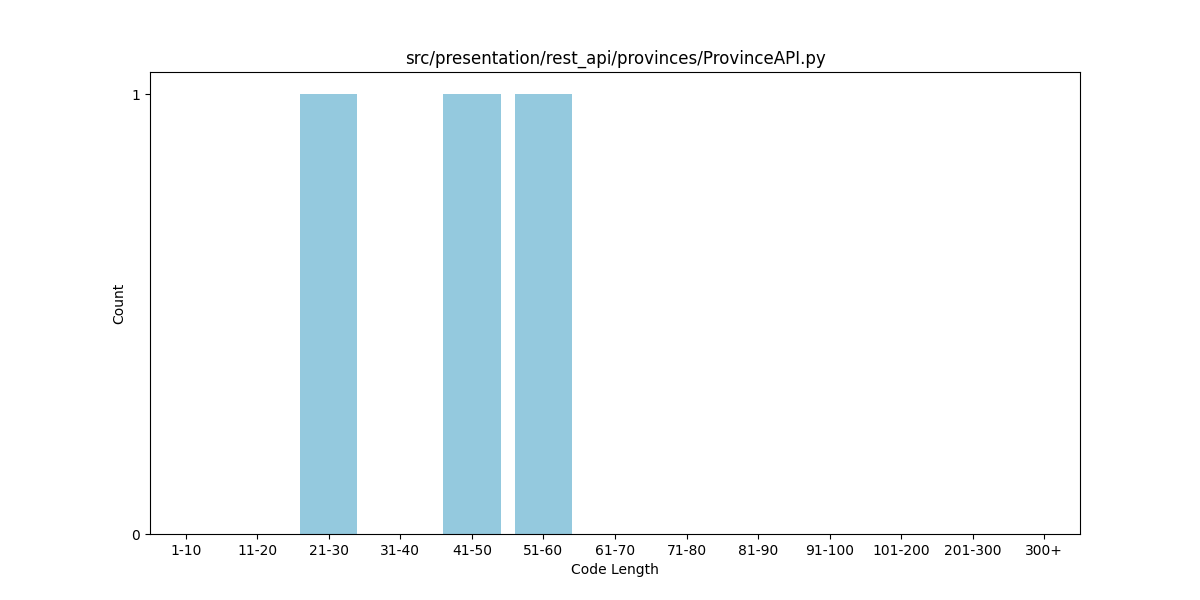 src/presentation/rest_api/provinces/ProvinceAPI.py
1
Count
0
1-10 11-20 21-30 31-40 41-50 51-60 61-70 71-80 81-90 91-100 101-200 201-300 300+
Code Length